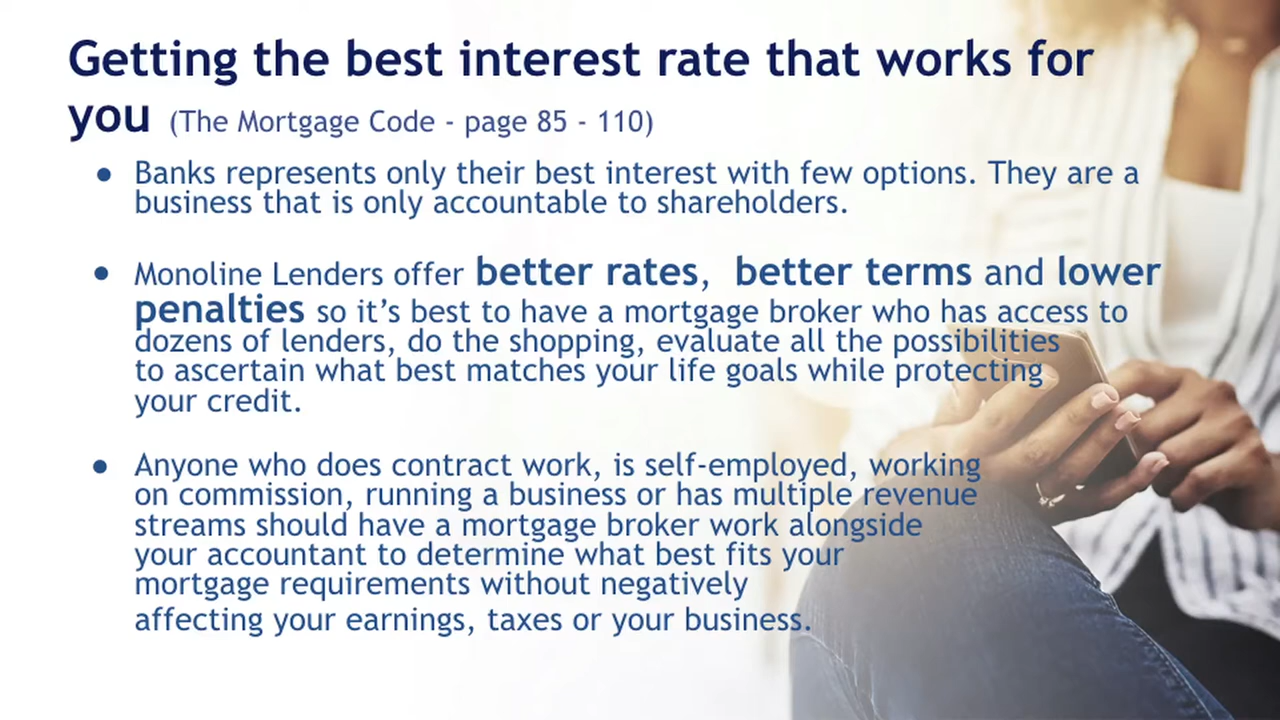 Getting the best interest rate that works for
you (The Mortgage Code - page 85 - 110)
● Banks represents only their best interest with few options. They are a
business that is only accountable to shareholders.
● Monoline Lenders offer better rates, better terms and lower
penalties so it’s best to have a mortgage broker who has access to
dozens of lenders, do the shopping, evaluate all the possibilities
to ascertain what best matches your life goals while protecting
your credit.
● Anyone who does contract work, is self-employed, working
on commission, running a business or has multiple revenue
streams should have a mortgage broker work alongside
your accountant to determine what best fits your
mortgage requirements without negatively
affecting your earnings, taxes or your business.